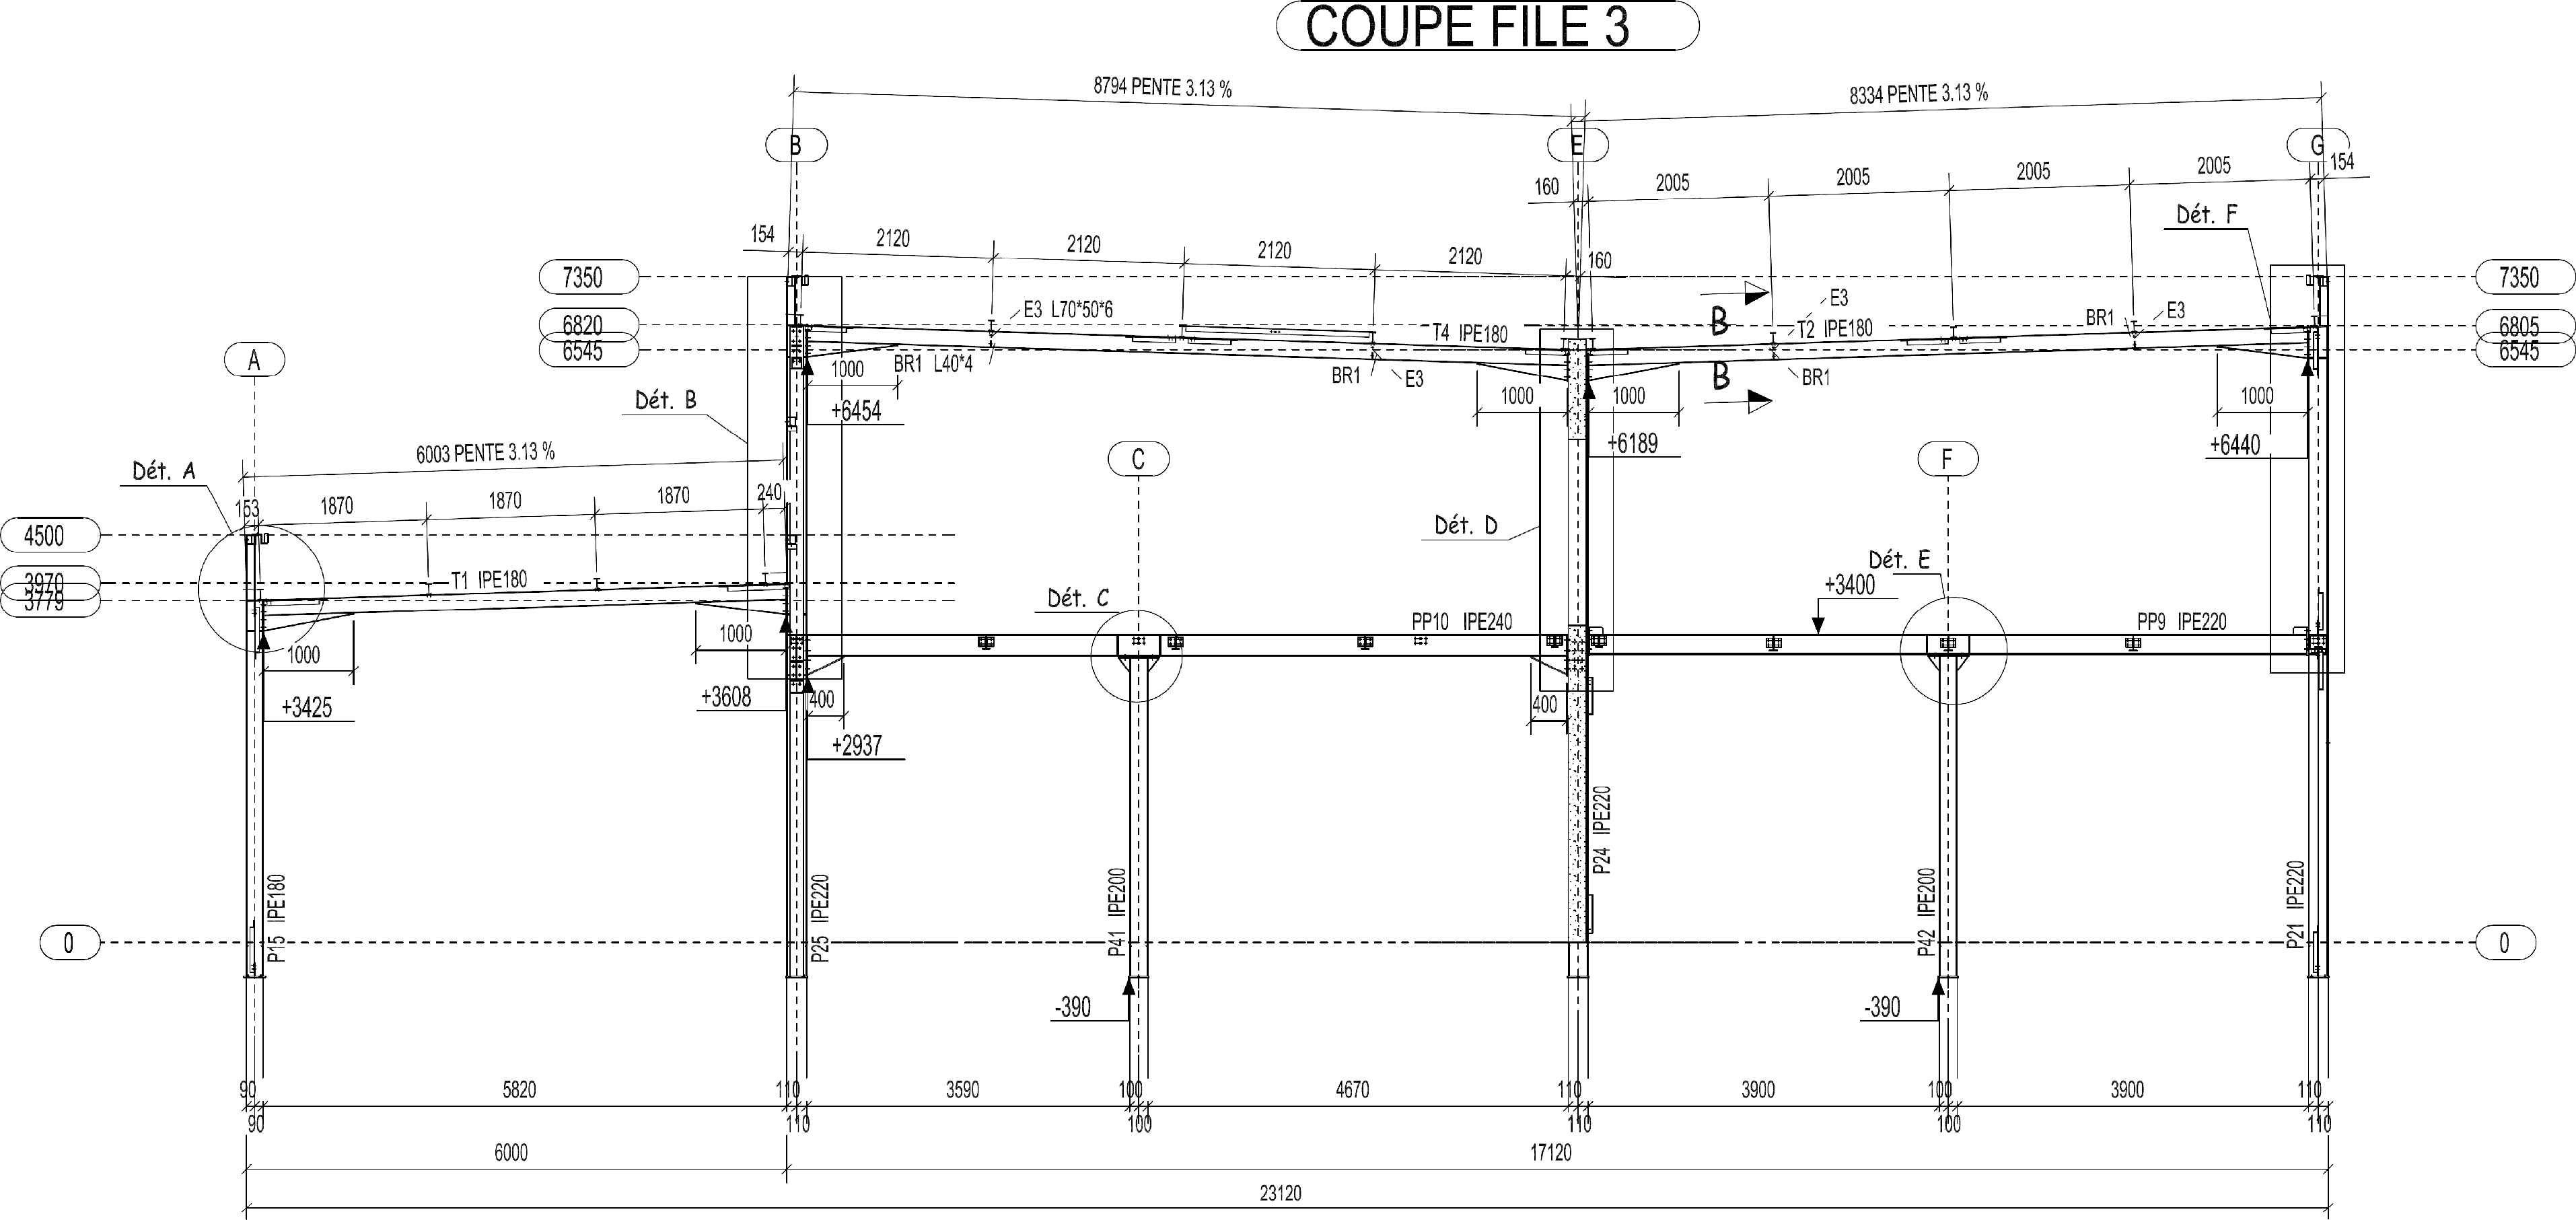 COUPE FILE 3
8794 PENTE 3.13 %
8334 PENTE 3.13 %
B
E
G
154
2005
2005
2005
2005
160
Dét. F
154
2120
2120
2120
2120
160
7350
7350
E3 L70*50*6
E3
6820
T4 IPE180
B
T2 IPE180
BR1
E3
6805
6545
6545
A
BR1 L40*4
1000
BR1
E3
B
BR1
Dét. B
+6454
1000
1000
1000
+6189
+6440
6003 PENTE 3.13 %
C
F
Dét. A
153
1870
1870
1870
240
4500
Dét. D
3970
T1 IPE180
Dét. E
3779
+3400
Dét. C
PP10 IPE240
PP9 IPE220
1000
1000
+3425
+3608
400
400
+2937
P15 IPE180
P25 IPE220
P41 IPE200
P24 IPE220
P42 IPE200
P21 IPE220
0
0
-390
-390
90
5820
110
3590
100
4670
110
3900
100
3900
110
90
110
100
110
100
110
6000
17120
23120